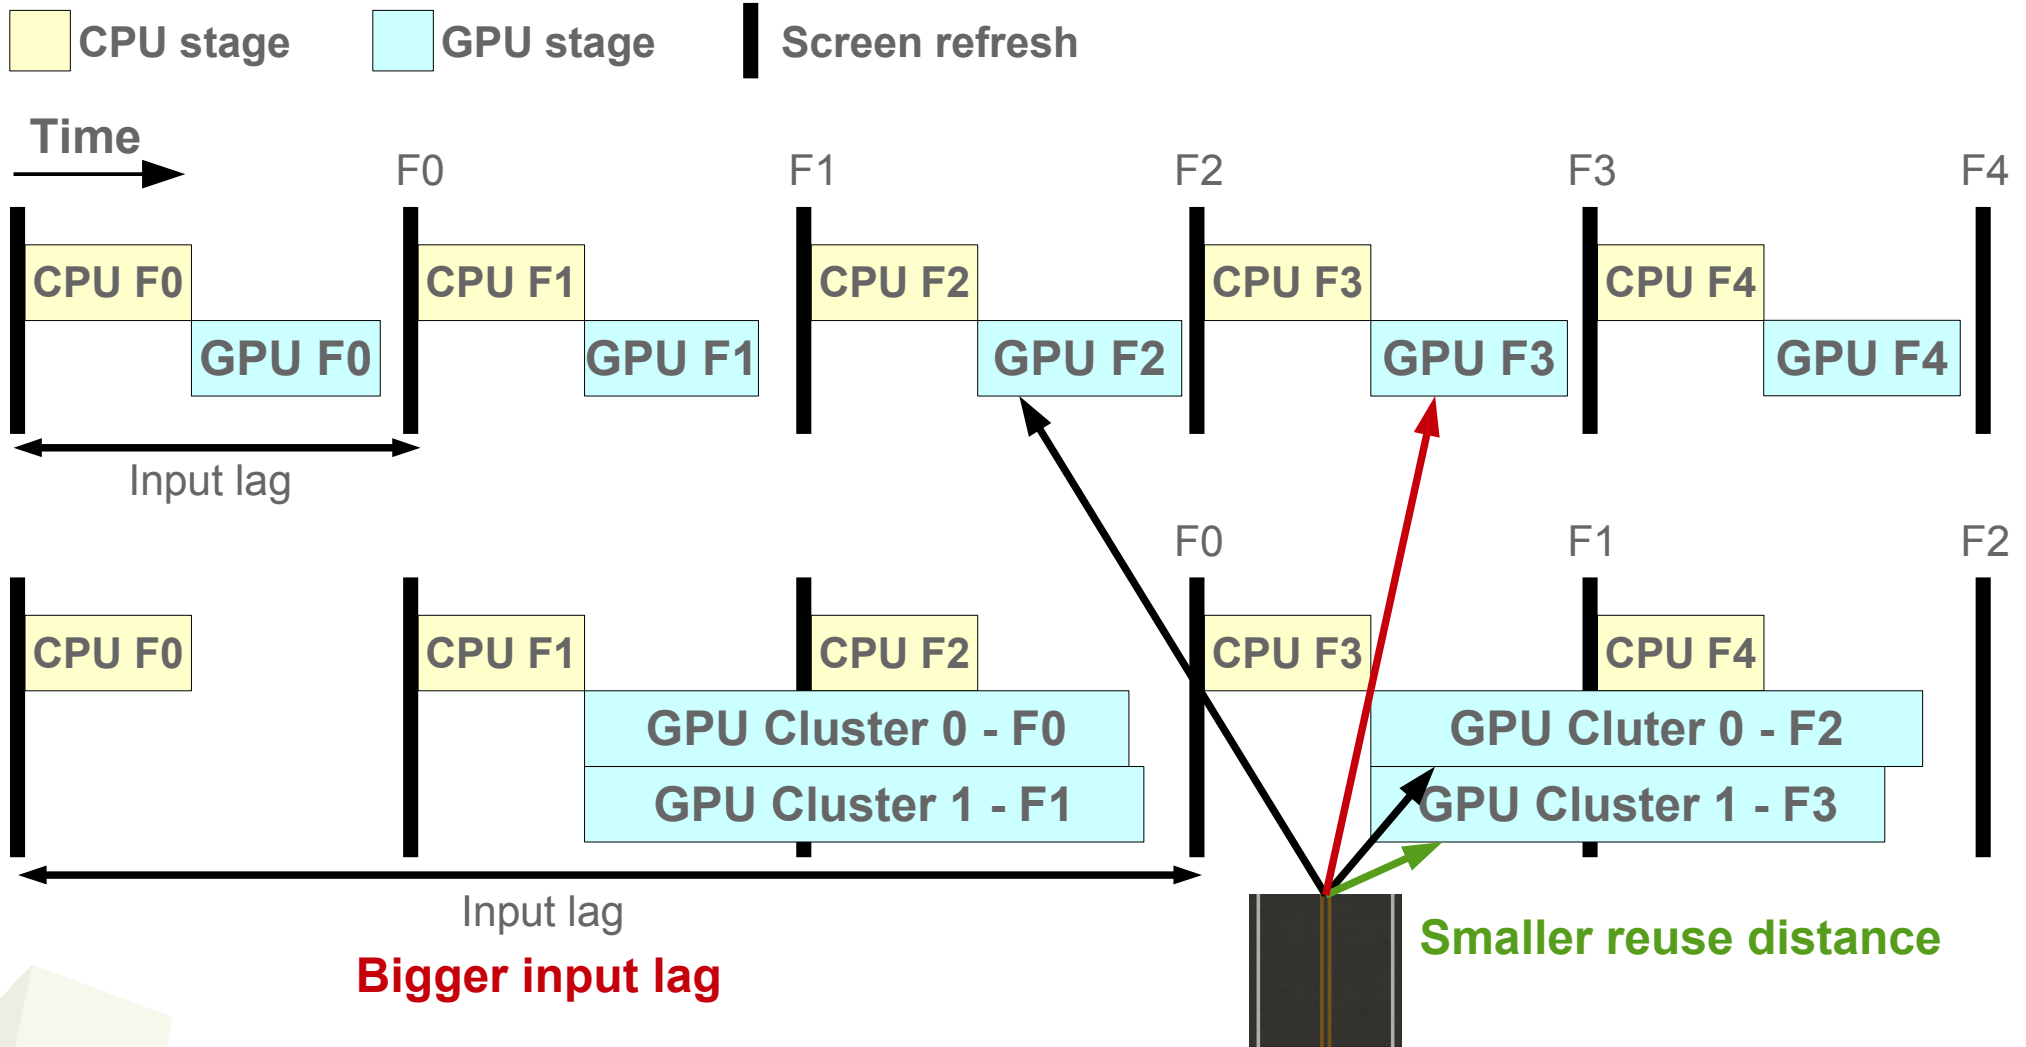 CPU stage GPU stage Screen refresh
Time
F0 F1 F2 F3 F4
CPU F0 CPU F1 CPU F2 CPU F3 CPU F4
GPU F0 GPU F1 GPU F2 GPU F3 GPU F4
Input lag
F0 F1 F2
CPU F0 CPU F1 CPU F2 CPU F3 CPU F4
GPU Cluster 0 - F0 GPU Cluter 0 - F2
GPU Cluster 1 - F1 GPU Cluster 1 - F3
Input lag
Smaller reuse distance
Bigger input lag